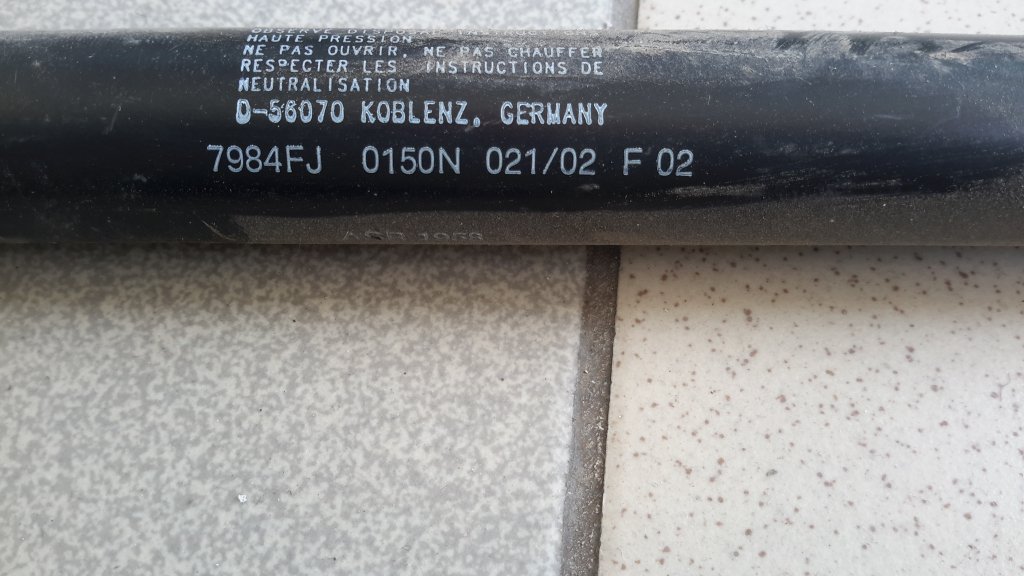 HAUTE PRESSION
NE PAS OUVRIR, NE PAS CHAUFFER
RESPECTER LES INSTRUCTIONS DE
NEUTRALISATION
D-56070 KOBLENZ, GERMANY
7984FJ 0150N 021/02 F 02